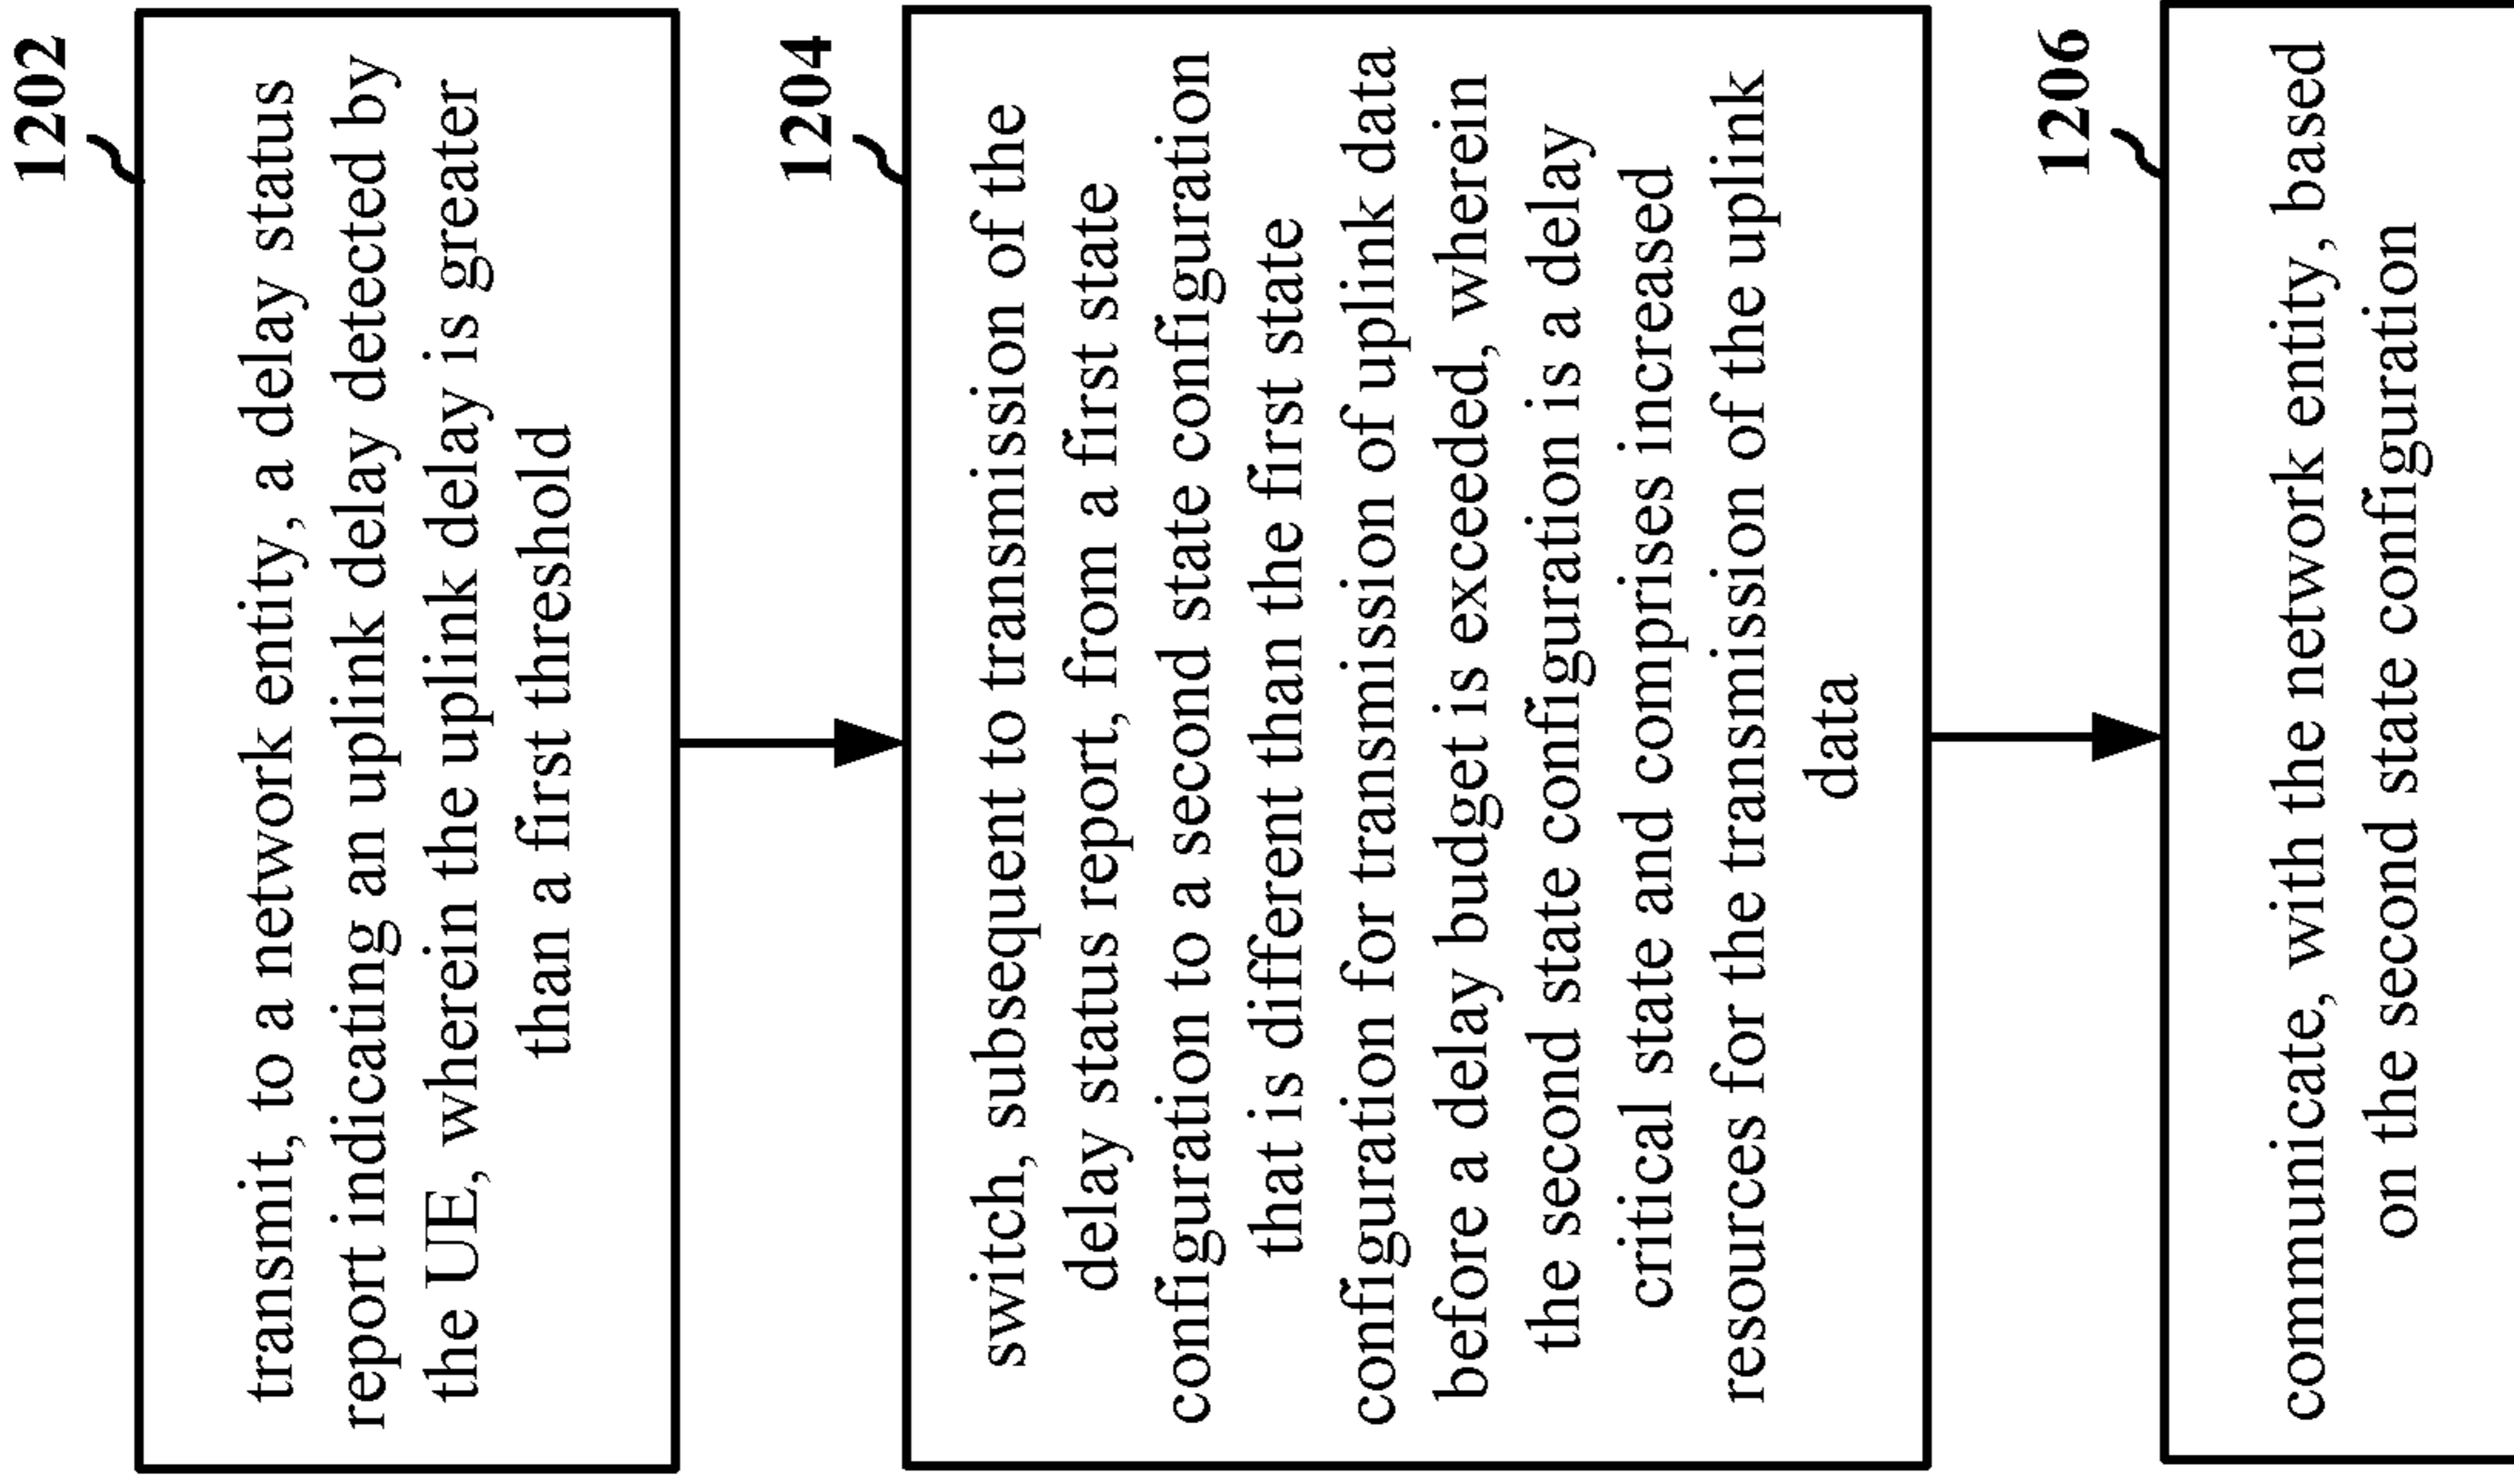 1202
transmit, to a network entity, a delay status
report indicating an uplink delay detected by
the UE, wherein the uplink delay is greater
than a first threshold
1204
switch, subsequent to transmission of the
delay status report, from a first state
configuration to a second state configuration
that is different than the first state
configuration for transmission of uplink data
before a delay budget is exceeded, wherein
the second state configuration is a delay
critical state and comprises increased
resources for the transmission of the uplink
data
1206
communicate, with the network entity, based
on the second state configuration